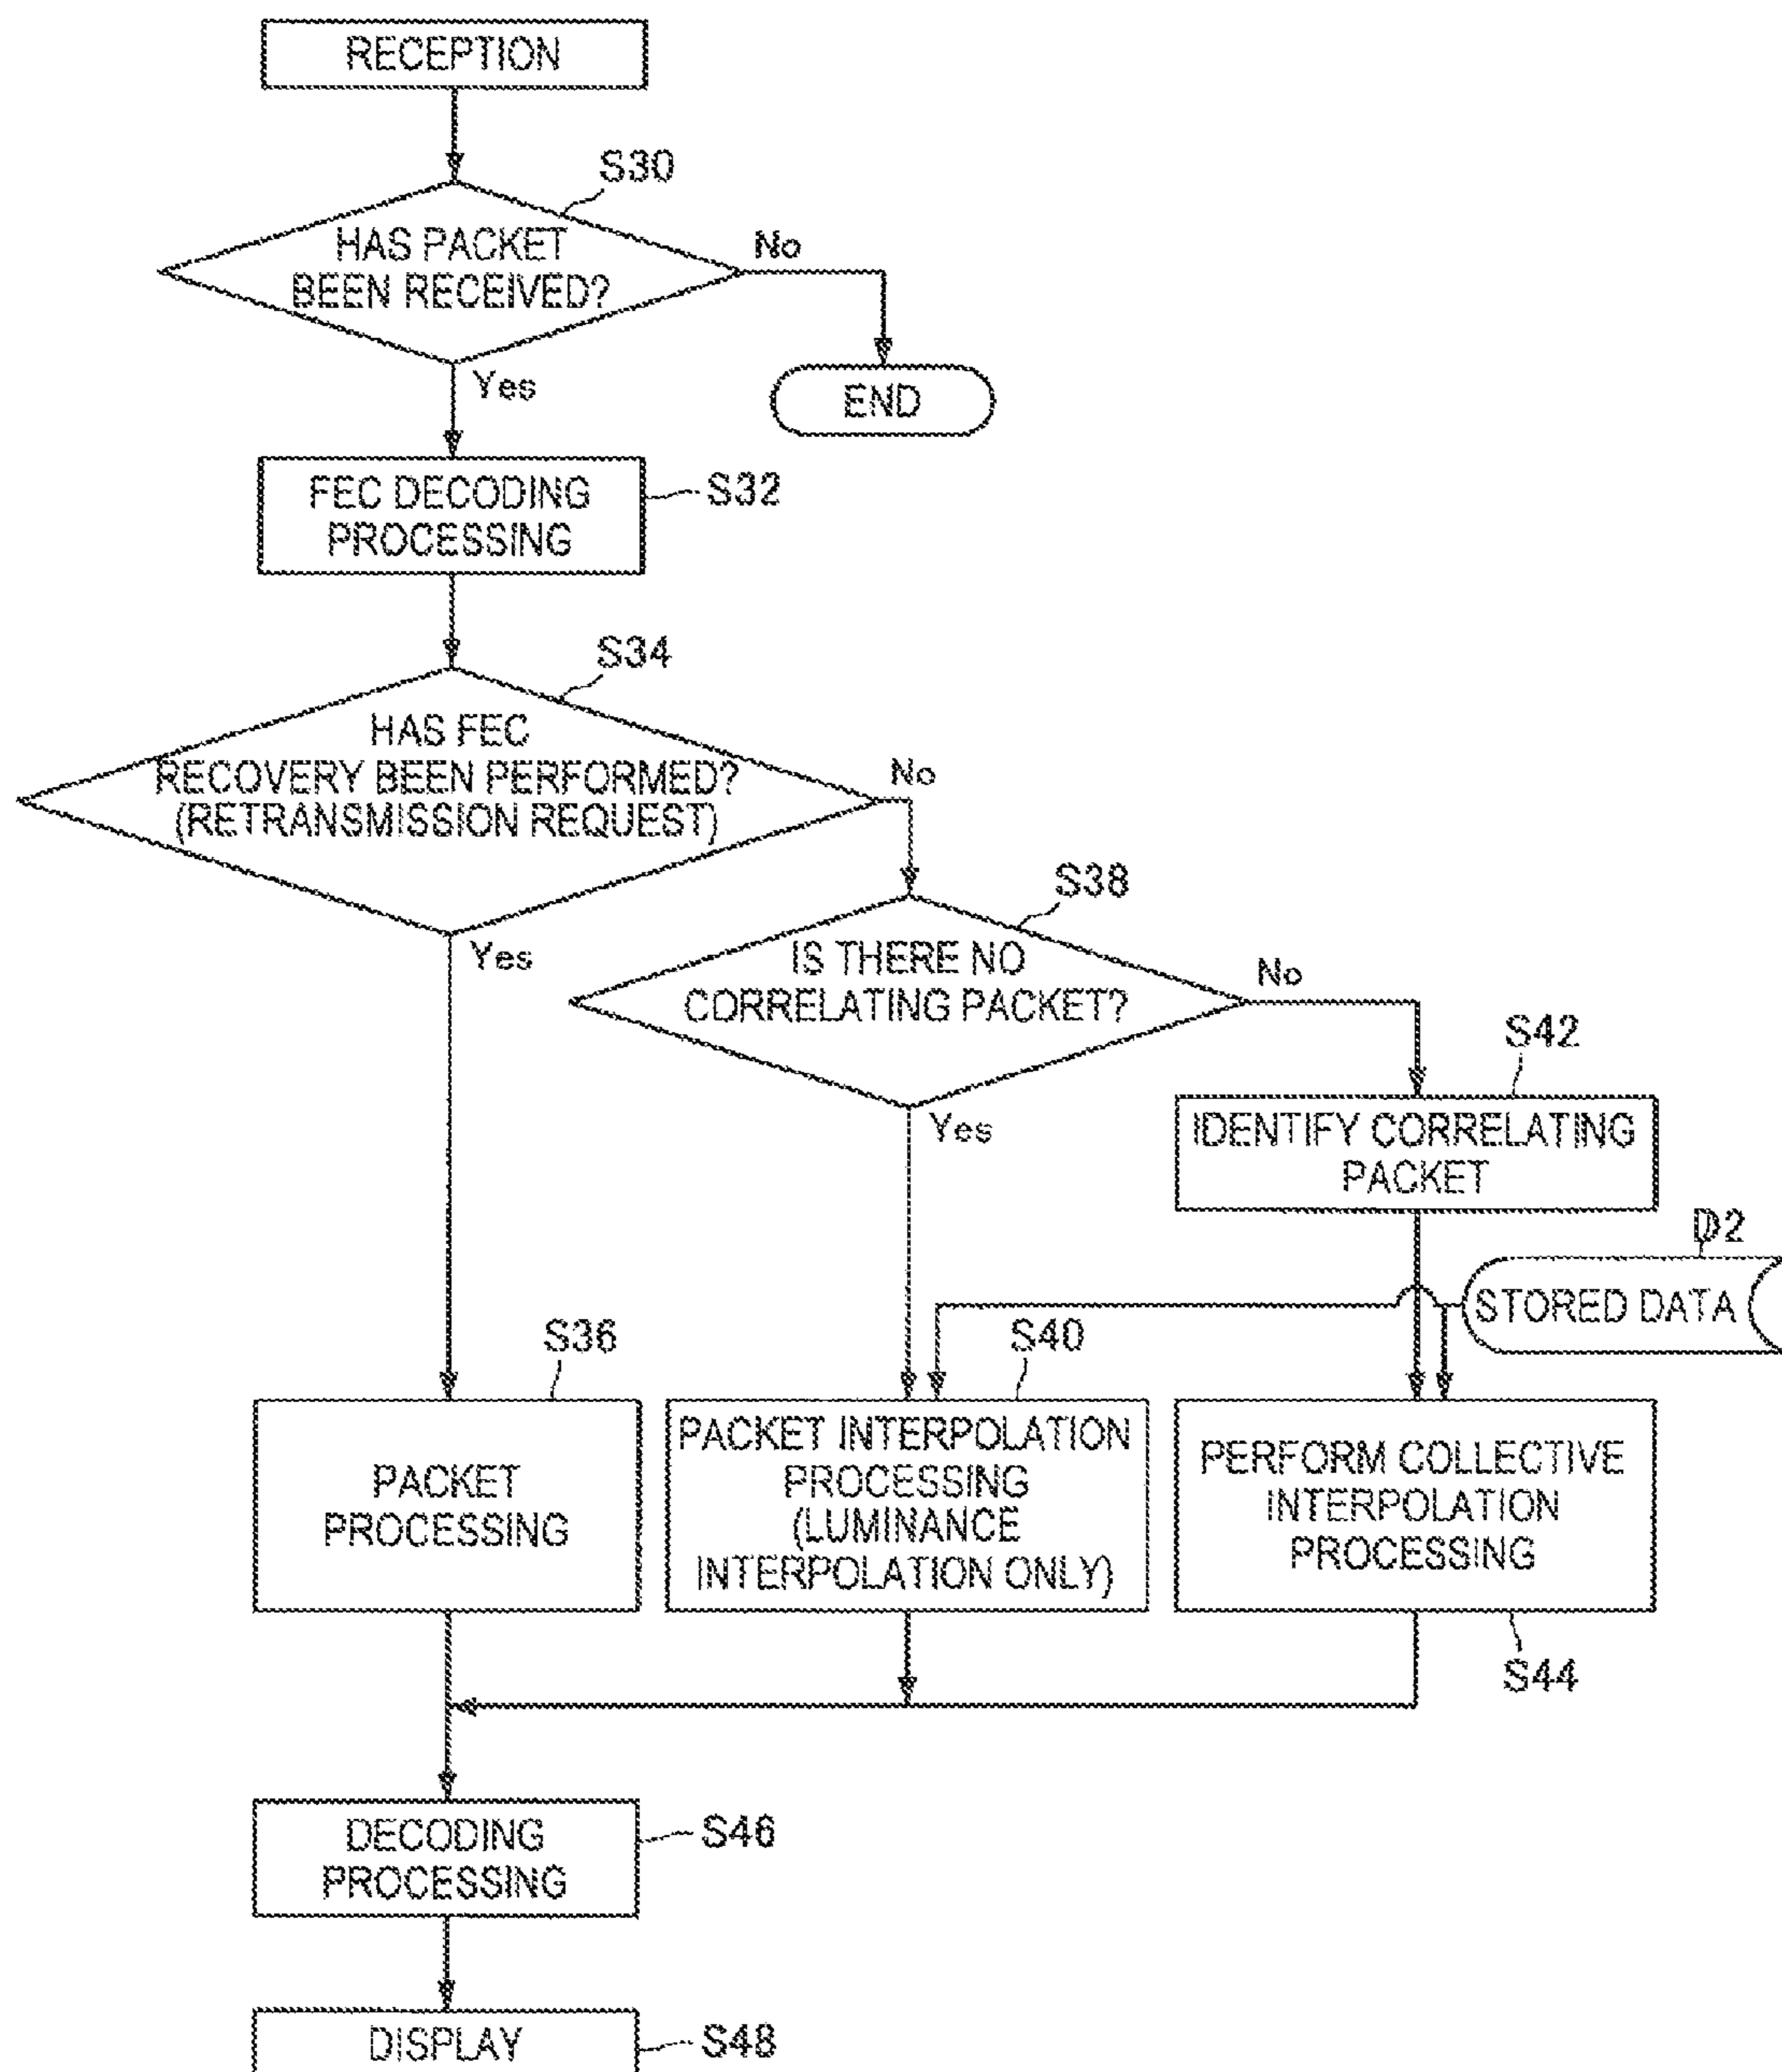 RECEPTION
S30
HAS PACKET
BEEN RECEIVED?
No
Yes
END
FEC DECODING
PROCESSING
S32
S34
HAS FEC
RECOVERY BEEN PERFORMED?
(RETRANSMISSION REQUEST)
No
Yes
S38
IS THERE NO
CORRELATING PACKET?
No
Yes
S42
IDENTIFY CORRELATING
PACKET
D2
STORED DATA
S36
PACKET
PROCESSING
S40
PACKET INTERPOLATION
PROCESSING
(LUMINANCE
INTERPOLATION ONLY)
PERFORM COLLECTIVE
INTERPOLATION
PROCESSING
S44
DECODING
PROCESSING
S46
DISPLAY
S48